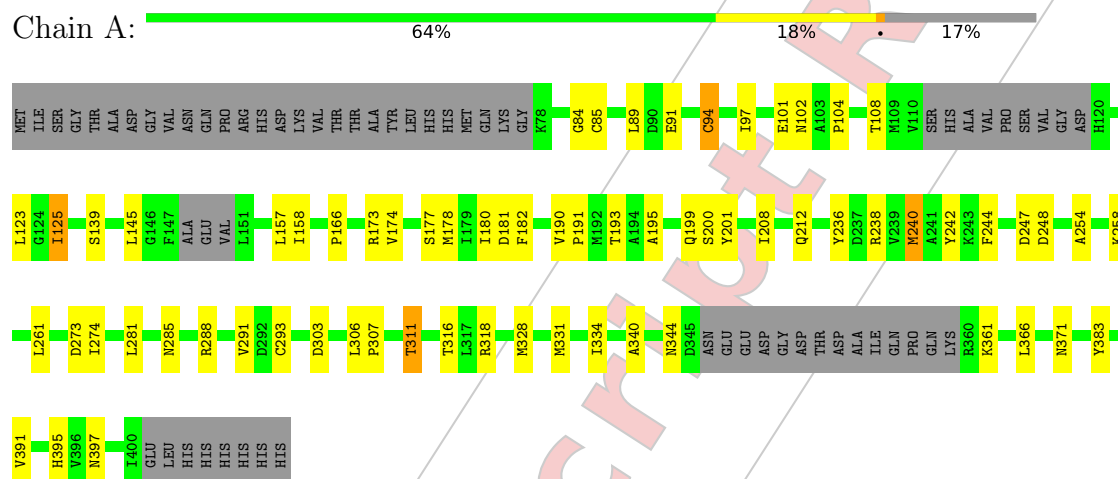 Chain A:
64% 18% • 17%
MET ILE SER GLY THR ALA ASP GLY VAL ASN GLN PRO ARG HIS ASP LYS VAL THR THR ALA TYR LEU HIS HIS MET GLN LYS GLY K78 G84 C85 L89 D90 E91 C94 I97 E101 N102 A103 P104 T108 M109 V110 SER HIS ALA VAL PRO SER VAL GLY ASP H120
L123 G124 I125 S139 L145 G146 F147 ALA GLU VAL L151 L157 I158 P166 R173 V174 S177 M178 I179 I180 D181 F182 V190 P191 M192 T193 A194 A195 Q199 S200 Y201 I208 Q212 Y236 D237 R238 V239 M240 A241 Y242 K243 F244 D247 D248 A254
L261 D273 I274 L281 N285 R288 V291 D292 C293 D303 L306 P307 T311 T316 L317 R318 M328 M331 I334 A340 N344 D345 ASN GLU GLU ASP GLY ASP THR ASP ALA ILE GLN PRO GLN LYS R360 K361 L366 N371 Y383
V391 H395 V396 N397 I400 GLU LEU HIS HIS HIS HIS HIS HIS